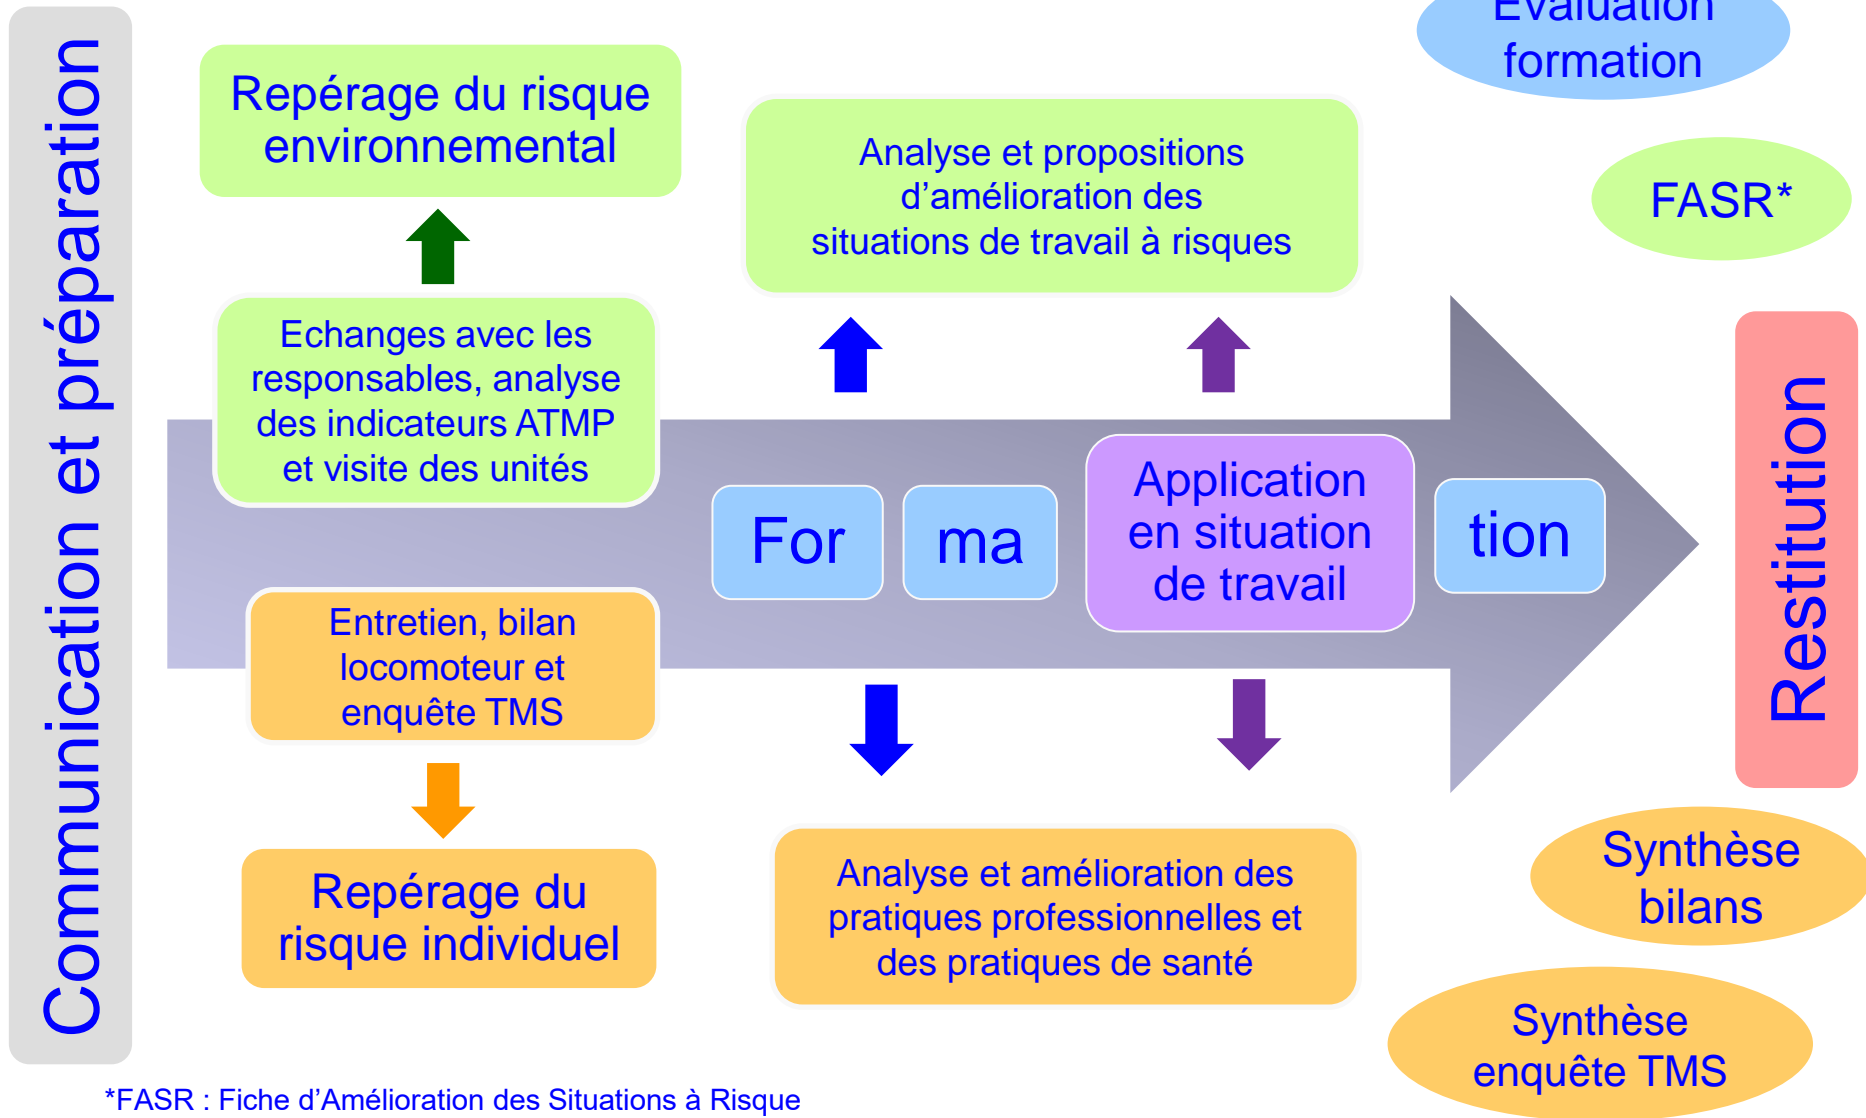 Communication et préparation
Repérage du risque
environnemental
Echanges avec les
responsables, analyse
des indicateurs ATMP
et visite des unités
Entretien, bilan
locomoteur et
enquête TMS
Repérage du
risque individuel
Analyse et propositions
d’amélioration des
situations de travail à risques
For
ma
Application
en situation
de travail
tion
Analyse et amélioration des
pratiques professionnelles et
des pratiques de santé
Evaluation
formation
FASR*
Restitution
Synthèse
bilans
Synthèse
enquête TMS
*FASR : Fiche d’Amélioration des Situations à Risque